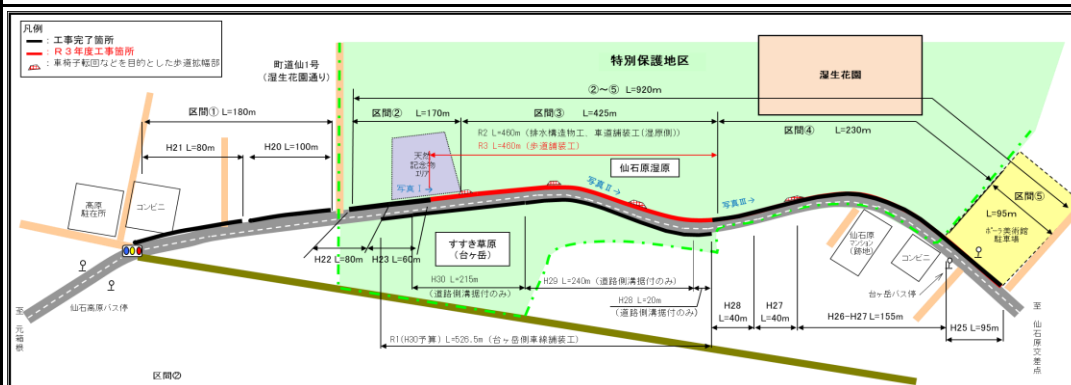 凡例
：工事完了箇所
：Ｒ３年度工事箇所
：車椅子転回などを目的とした歩道拡幅部
町道仙1号
（湿生花園通り）
特別保護地区
湿生花園
②～⑤ L=920m
区間① L=180m
区間② L=170m
区間③ L=425m
区間④ L=230m
区間⑤
L=95m
ポーラ美術館
駐車場
H21 L=80m
H20 L=100m
R2 L=460m（排水構造物工、車道舗装工(湿原側)）
R3 L=460m（歩道舗装工）
天然
記念物
エリア
仙石原湿原
写真Ⅰ→
写真Ⅱ→
写真Ⅲ→
高原
駐在所
コンビニ
すすき草原
（台ヶ岳）
仙石原
マンション
(跡地)
コンビニ
H22 L=80m
H23 L=60m
H30 L=215m
（道路側溝据付のみ）
H29 L=240m（道路側溝据付のみ）
H28 L=20m
（道路側溝据付のみ）
H28
L=40m
H27
L=40m
H26-H27 L=155m
H25 L=95m
台ヶ岳バス停
仙石高原バス停
R1(H30予算) L=526.5m（台ヶ岳側車線舗装工）
至 元箱根
至 仙石原交差点
区間②